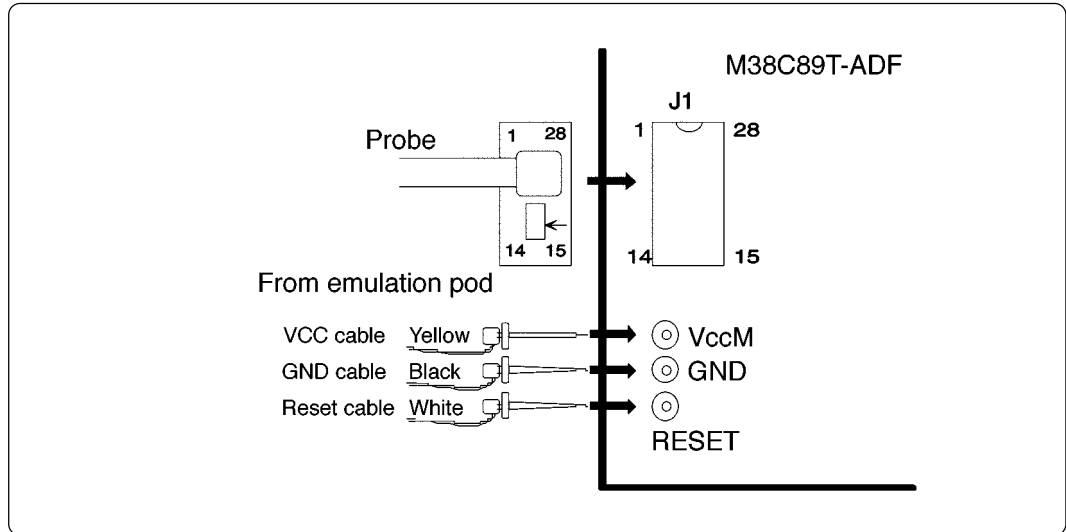 M38C89T-ADF
J1
Probe
1 28
1 28
14 15
14 15
From emulation pod
VCC cable Yellow
VccM
GND cable Black
GND
Reset cable White
RESET